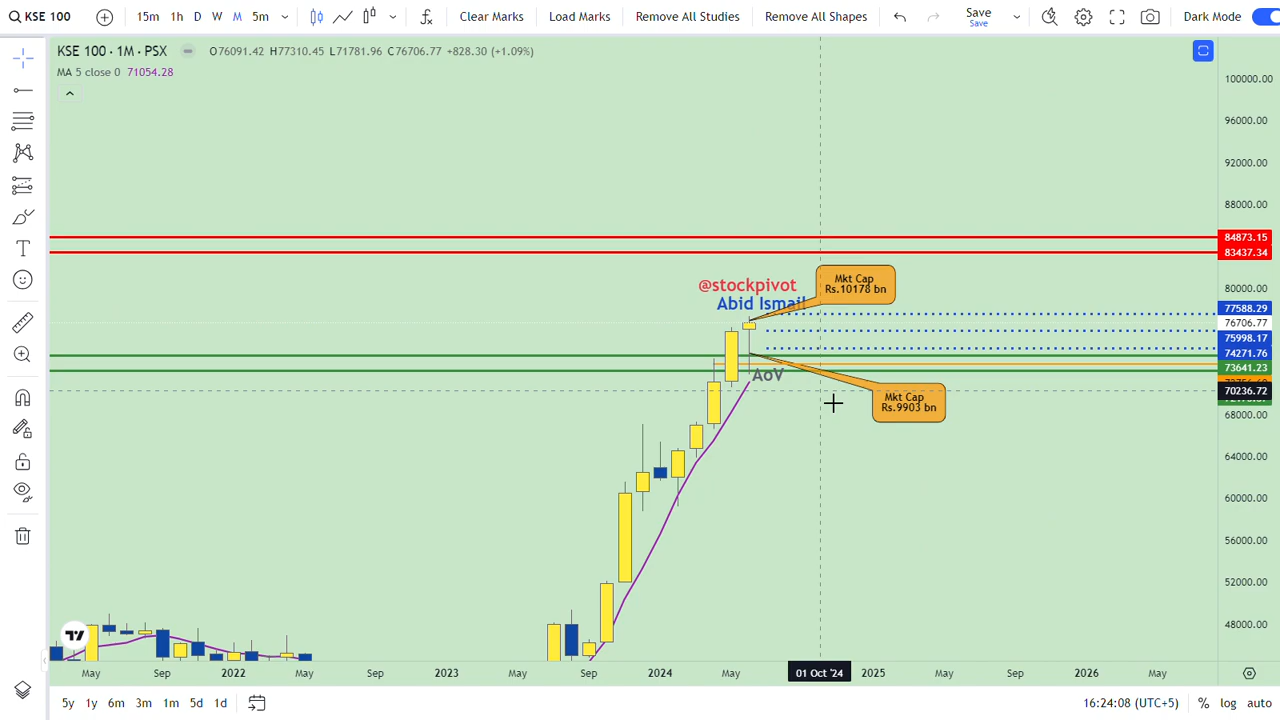 KSE 100 15m 1h D W M 5m Clear Marks Load Marks Remove All Studies Remove All Shapes Save Dark Mode
Save
KSE 100 · 1M · PSX O76091.42 H77310.45 L71781.96 C76706.77 +828.30 (+1.09%)
MA 5 close 0 71054.28
100000.00
96000.00
92000.00
88000.00
84873.15
83437.34
80000.00
@stockpivot
Abid Ismail
Mkt Cap
Rs.10178 bn
77588.29
76706.77
75998.17
74271.76
73641.23
AoV
70236.72
Mkt Cap
Rs.9903 bn
68000.00
64000.00
60000.00
56000.00
52000.00
48000.00
May Sep 2022 May Sep 2023 May Sep 2024 May 01 Oct '24 2025 May Sep 2026 May
5y 1y 6m 3m 1m 5d 1d 16:24:08 (UTC+5) % log auto